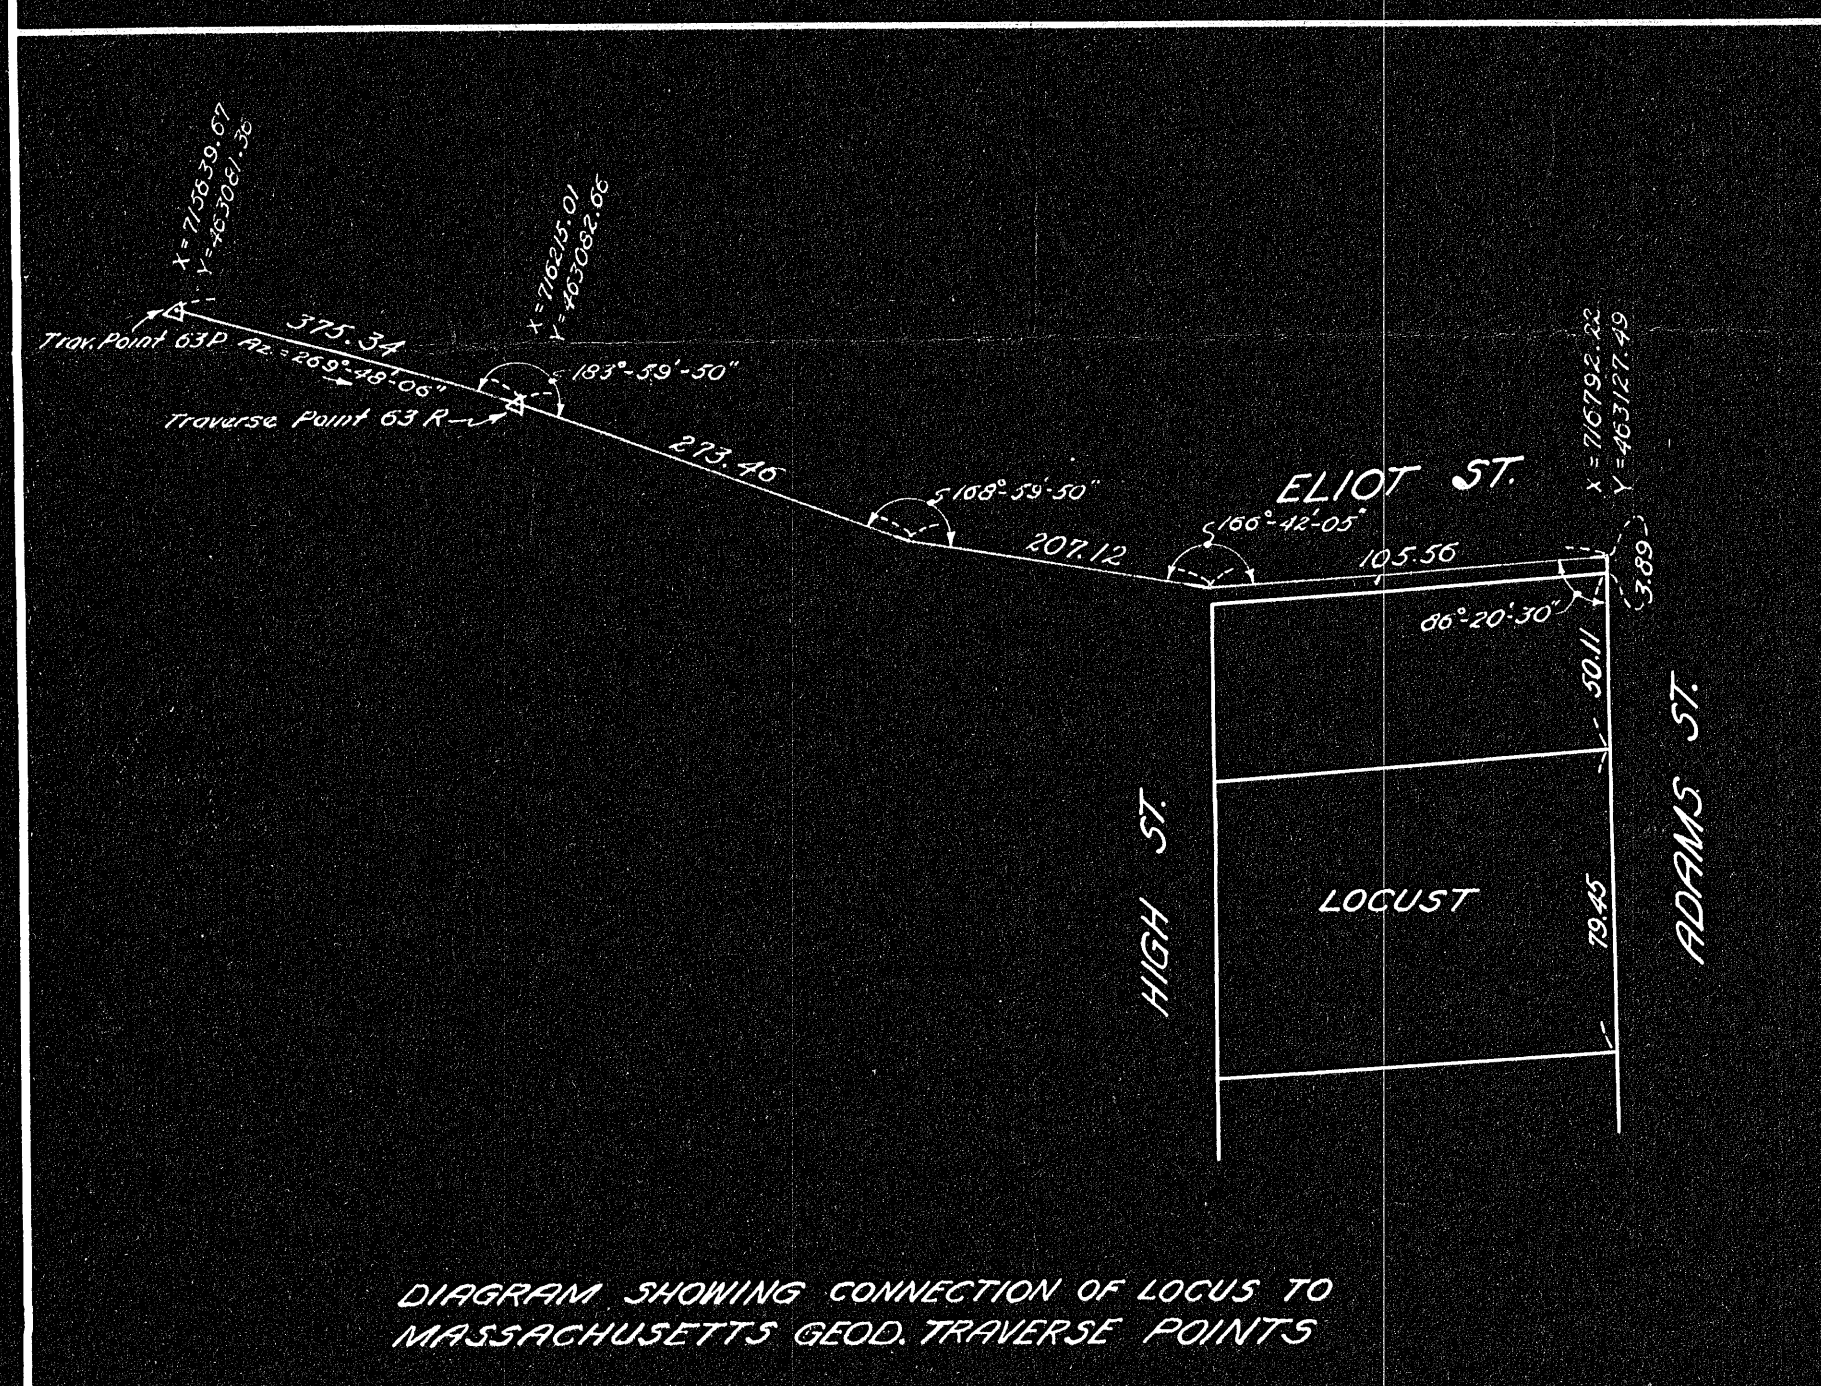 X = 715839.67
Y = 463081.36
X = 716215.01
Y = 463082.66
Trav. Point 63P
375.34
Az. = 269°-48'-06"
183°-59'-50"
Traverse Point 63 R
273.46
168°-59'-50"
207.12
ELIOT ST.
166°-42'-05"
105.56
X = 716792.22
Y = 463127.49
3.89
86°-20'-30"
50.11
79.45
HIGH ST.
LOCUST
ADAMS ST.
DIAGRAM SHOWING CONNECTION OF LOCUS TO
MASSACHUSETTS GEOD. TRAVERSE POINTS